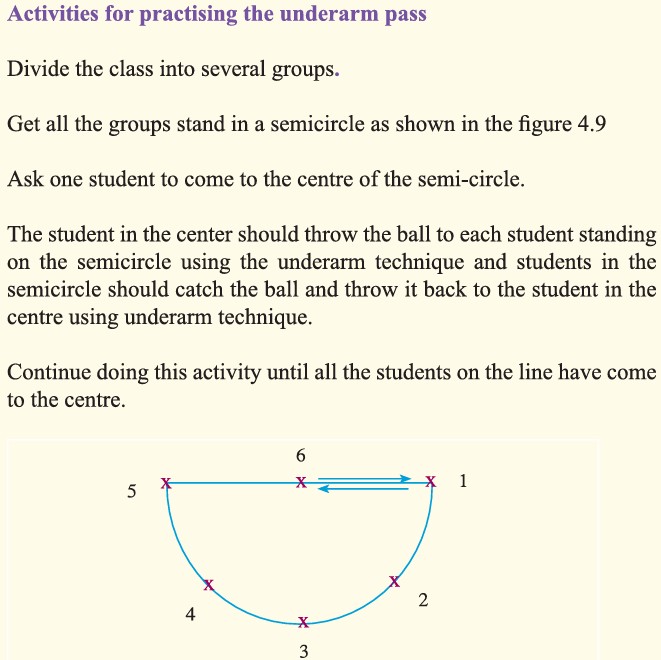 Activities for practising the underarm pass
Divide the class into several groups.
Get all the groups stand in a semicircle as shown in the figure 4.9
Ask one student to come to the centre of the semi-circle.
The student in the center should throw the ball to each student standing
on the semicircle using the underarm technique and students in the
semicircle should catch the ball and throw it back to the student in the
centre using underarm technique.
Continue doing this activity until all the students on the line have come
to the centre.
6
5 X X X 1
4 X X 2
X
3